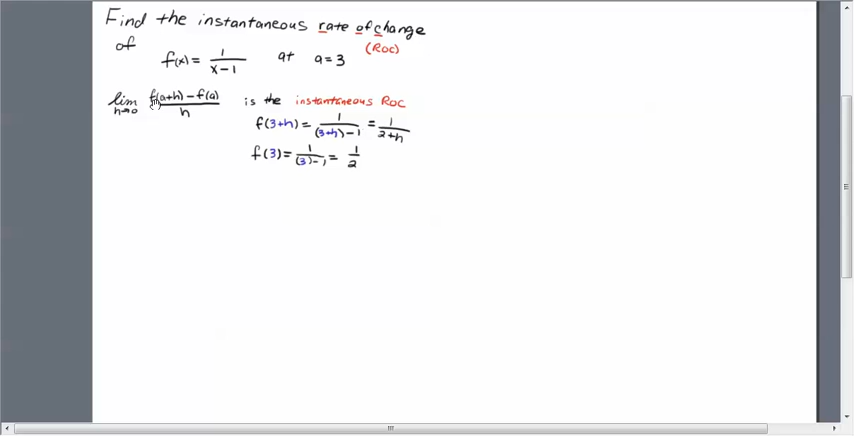 Find the instantaneous rate of change
(Roc)
of f(x) = 1/(x-1) at a = 3
lim h→0 (f(a+h) - f(a))/h is the instantaneous Roc
f(3+h) = 1/((3+h)-1) = 1/(2+h)
f(3) = 1/((3)-1) = 1/2